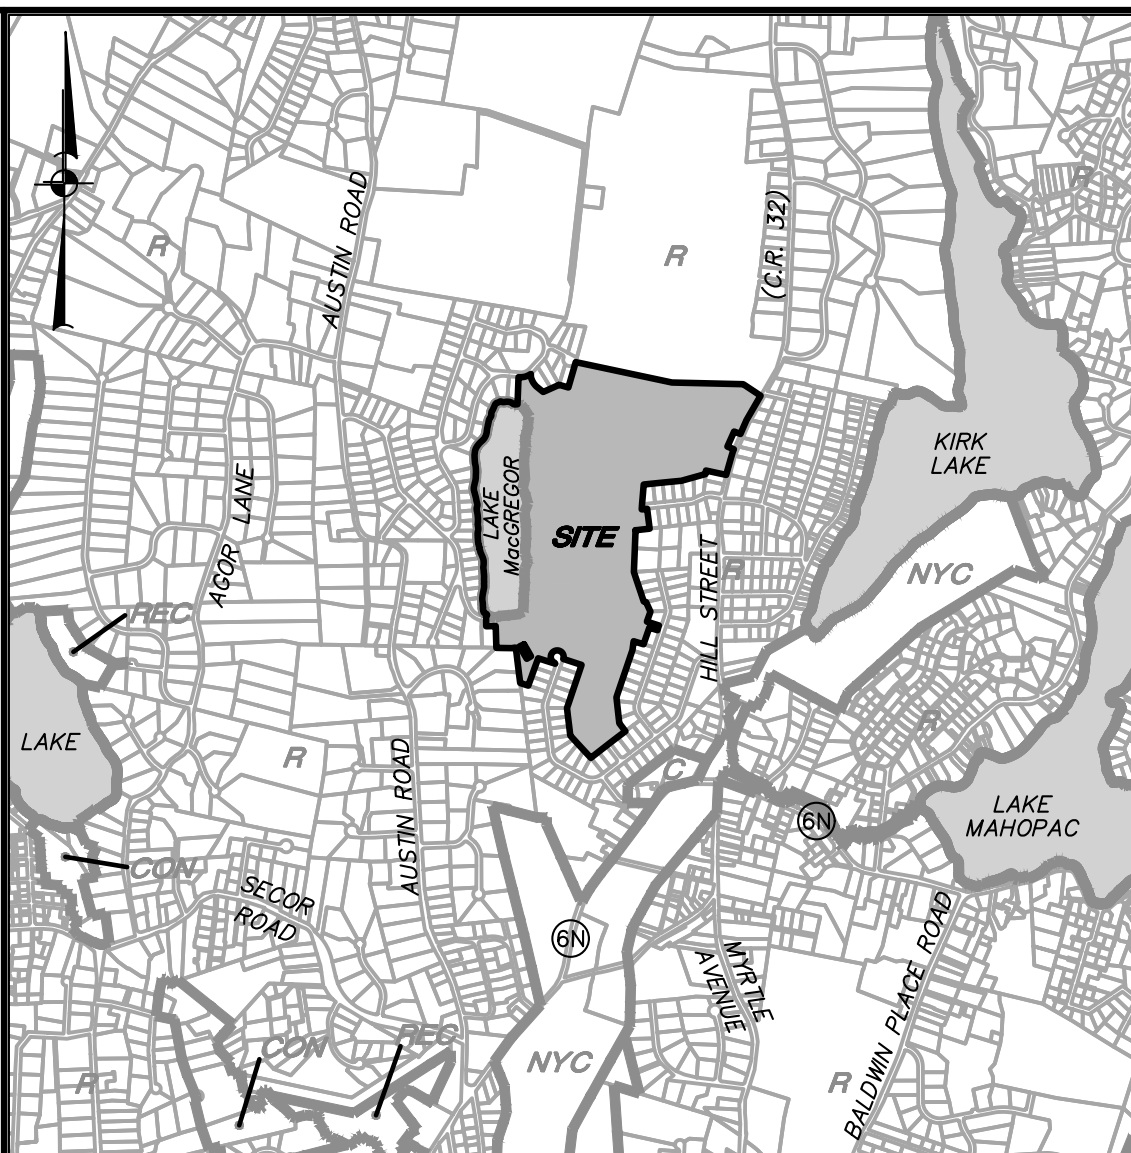 R
AUSTIN ROAD
R
R
(C.R. 32)
KIRK
LAKE
LAKE
MacGREGOR
SITE
AGOR LANE
HILL STREET
R
NYC
REC
LAKE
R
AUSTIN ROAD
C
R
6N
LAKE
MAHOPAC
CON
SECOR
ROAD
6N
MYRTLE
AVENUE
BALDWIN PLACE ROAD
CON
REC
NYC
R
R